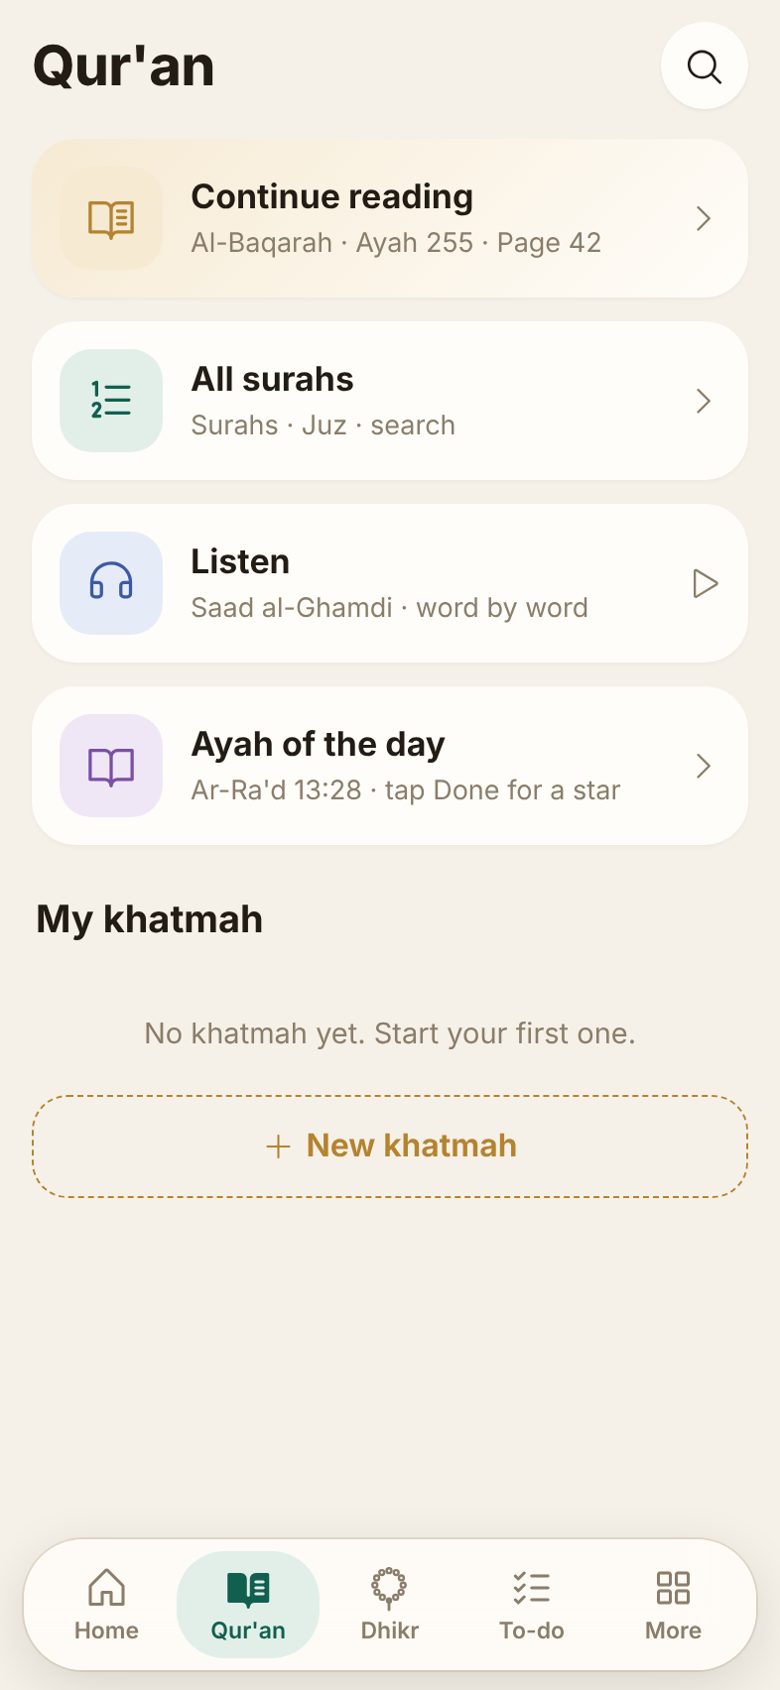 Qur'an
Continue reading
Al-Baqarah · Ayah 255 · Page 42
1
2
All surahs
Surahs · Juz · search
Listen
Saad al-Ghamdi · word by word
Ayah of the day
Ar-Ra'd 13:28 · tap Done for a star
My khatmah
No khatmah yet. Start your first one.
+ New khatmah
Home
Qur'an
Dhikr
To-do
More